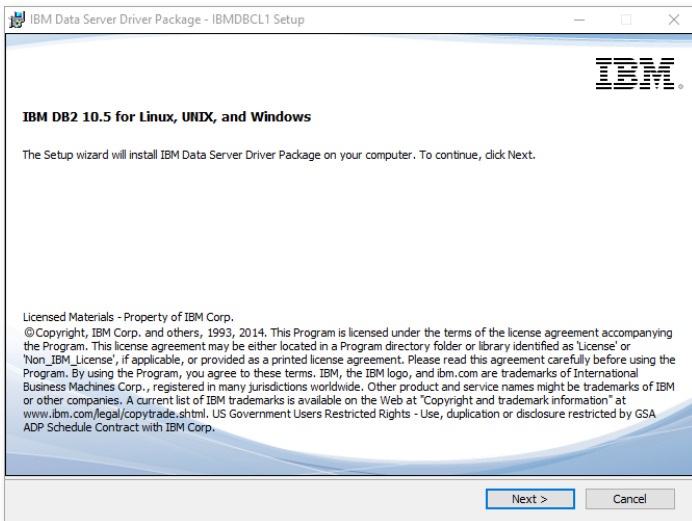 IBM Data Server Driver Package - IBMDBCL1 Setup
IBM®
IBM DB2 10.5 for Linux, UNIX, and Windows
The Setup wizard will install IBM Data Server Driver Package on your computer. To continue, click Next.
Licensed Materials - Property of IBM Corp.
©Copyright, IBM Corp. and others, 1993, 2014. This Program is licensed under the terms of the license agreement accompanying
the Program. This license agreement may be either located in a Program directory folder or library identified as 'License' or
'Non_IBM_License', if applicable, or provided as a printed license agreement. Please read this agreement carefully before using the
Program. By using the Program, you agree to these terms. IBM, the IBM logo, and ibm.com are trademarks of International
Business Machines Corp., registered in many jurisdictions worldwide. Other product and service names might be trademarks of IBM
or other companies. A current list of IBM trademarks is available on the Web at "Copyright and trademark information" at
www.ibm.com/legal/copytrade.shtml. US Government Users Restricted Rights - Use, duplication or disclosure restricted by GSA
ADP Schedule Contract with IBM Corp.
Next >
Cancel